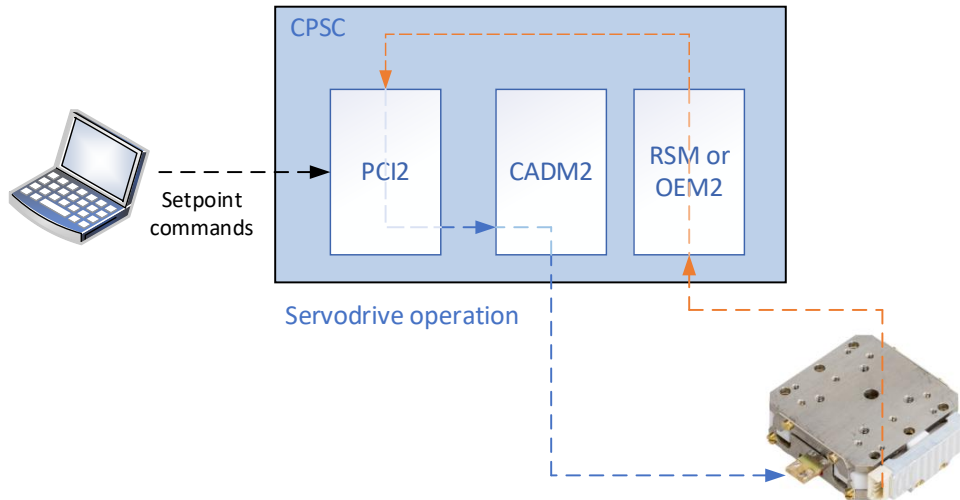 CPSC
PCI2
CADM2
RSM or
OEM2
Setpoint
commands
Servodrive operation